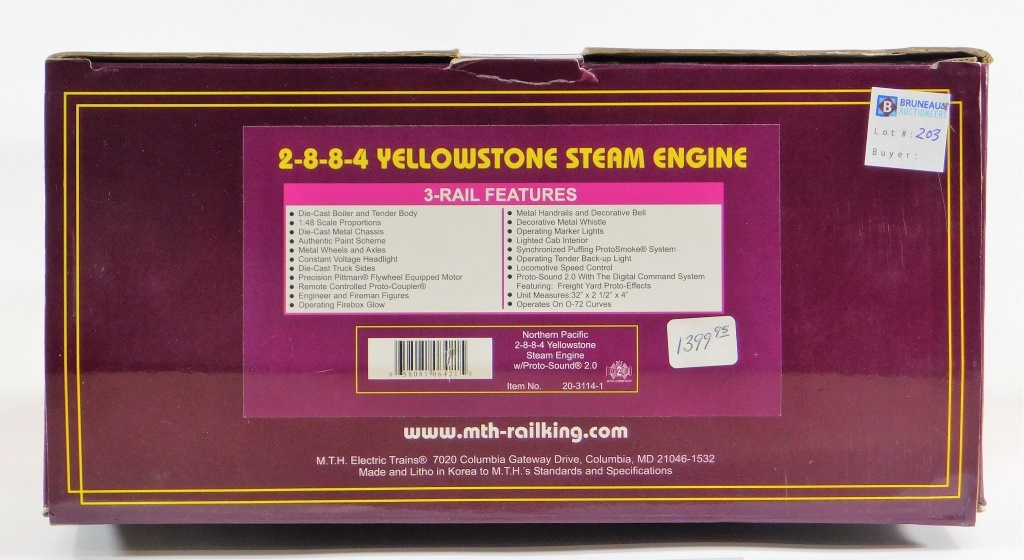 BRUNEAU&
AUCTIONEERS
Lot #: 203
Buyer:
2-8-8-4 YELLOWSTONE STEAM ENGINE
3-RAIL FEATURES
• Die-Cast Boiler and Tender Body
• 1:48 Scale Proportions
• Die-Cast Metal Chassis
• Authentic Paint Scheme
• Metal Wheels and Axles
• Constant Voltage Headlight
• Die-Cast Truck Sides
• Precision Pittman® Flywheel Equipped Motor
• Remote Controlled Proto-Coupler®
• Engineer and Fireman Figures
• Operating Firebox Glow
• Metal Handrails and Decorative Bell
• Decorative Metal Whistle
• Operating Marker Lights
• Lighted Cab Interior
• Synchronized Puffing ProtoSmoke® System
• Operating Tender Back-up Light
• Locomotive Speed Control
• Proto-Sound 2.0 With The Digital Command System
Featuring: Freight Yard Proto-Effects
• Unit Measures:32" x 2 1/2" x 4"
• Operates On O-72 Curves
Northern Pacific
2-8-8-4 Yellowstone
Steam Engine
w/Proto-Sound® 2.0
Item No. 20-3114-1
1399 95
www.mth-railking.com
M.T.H. Electric Trains® 7020 Columbia Gateway Drive, Columbia, MD 21046-1532
Made and Litho in Korea to M.T.H.'s Standards and Specifications